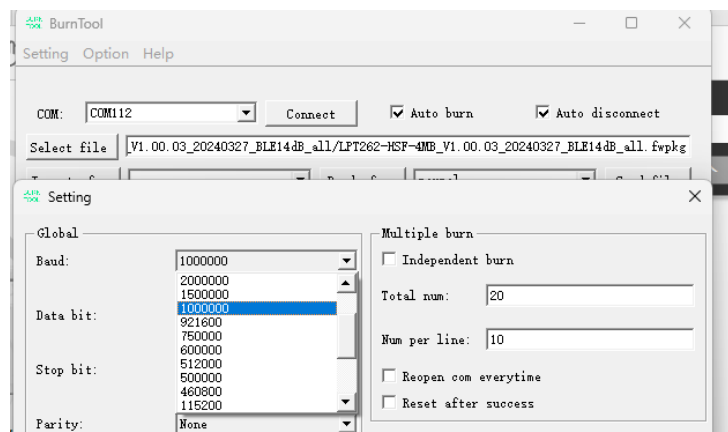 BurnTool
Setting Option Help
COM: COM112 Connect Auto burn Auto disconnect
Select file _V1.00.03_20240327_BLE14dB_all/LPT262-HSF-4MB_V1.00.03_20240327_BLE14dB_all.fwpkg
Setting
Global
Multiple burn
Baud: 1000000
Independent burn
2000000
1500000
1000000
Total num: 20
Data bit:
921600
750000
600000
Num per line: 10
Stop bit:
512000
500000
Reopen com everytime
460800
115200
Reset after success
Parity: None